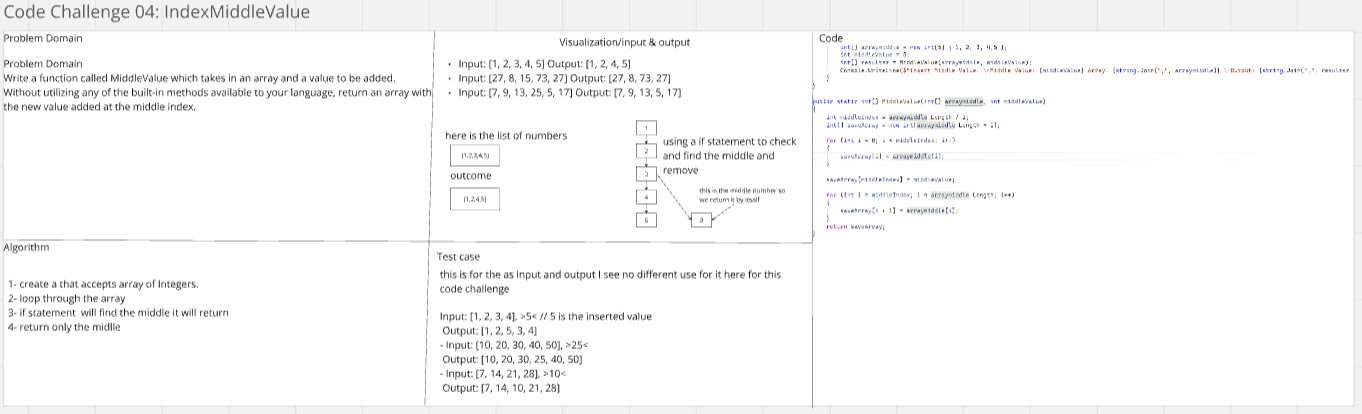 Code Challenge 04: IndexMiddleValue
Problem Domain
Problem Domain
Write a function called MiddleValue which takes in an array and a value to be added.
Without utilizing any of the built-in methods available to your language, return an array with
the new value added at the middle index.
Visualization/input & output
• Input: [1, 2, 3, 4, 5] Output: [1, 2, 4, 5]
• Input: [27, 8, 15, 73, 27] Output: [27, 8, 73, 27]
• Input: [7, 9, 13, 25, 5, 17] Output: [7, 9, 13, 5, 17]
here is the list of numbers
[1,2,3,4,5]
outcome
[1,2,4,5]
1
2
3
4
5
using a if statement to check
and find the middle and
remove
this is the middle number so
we return it by itself
3
Algorithm
1- create a that accepts array of Integers.
2- loop through the array
3- if statement will find the middle it will return
4- return only the midlle
Test case
this is for the as input and output I see no different use for it here for this
code challenge
Input: [1, 2, 3, 4], >5< // 5 is the inserted value
Output: [1, 2, 5, 3, 4]
- Input: [10, 20, 30, 40, 50], >25<
Output: [10, 20, 30, 25, 40, 50]
- Input: [7, 14, 21, 28], >10<
Output: [7, 14, 10, 21, 28]
Code
int[] arraymiddle = new int[5] { 1, 2, 3, 4,5 };
int middleValue =
int[] resultsr = MiddleValue(arraymiddle, middleValue);
Console.WriteLine($"Insert Middle Value: \nMiddle Value: {middleValue} Array: {string.Join(",", arraymiddle)} \nOutput: {string.Join(",", resultsr
}
}
public static int[] MiddleValue(int[] arraymiddle, int middleValue)
{
int middleIndex = arraymiddle.Length / 2;
int[] saveArray = new int[arraymiddle.Length + 1];
for (int i = 0; i < middleIndex; i++)
{
saveArray[i] = arraymiddle[i];
}
saveArray[middleIndex] = middleValue;
for (int i = middleIndex; i < arraymiddle.Length; i++)
{
saveArray[i + 1] = arraymiddle[i];
}
return saveArray;
}